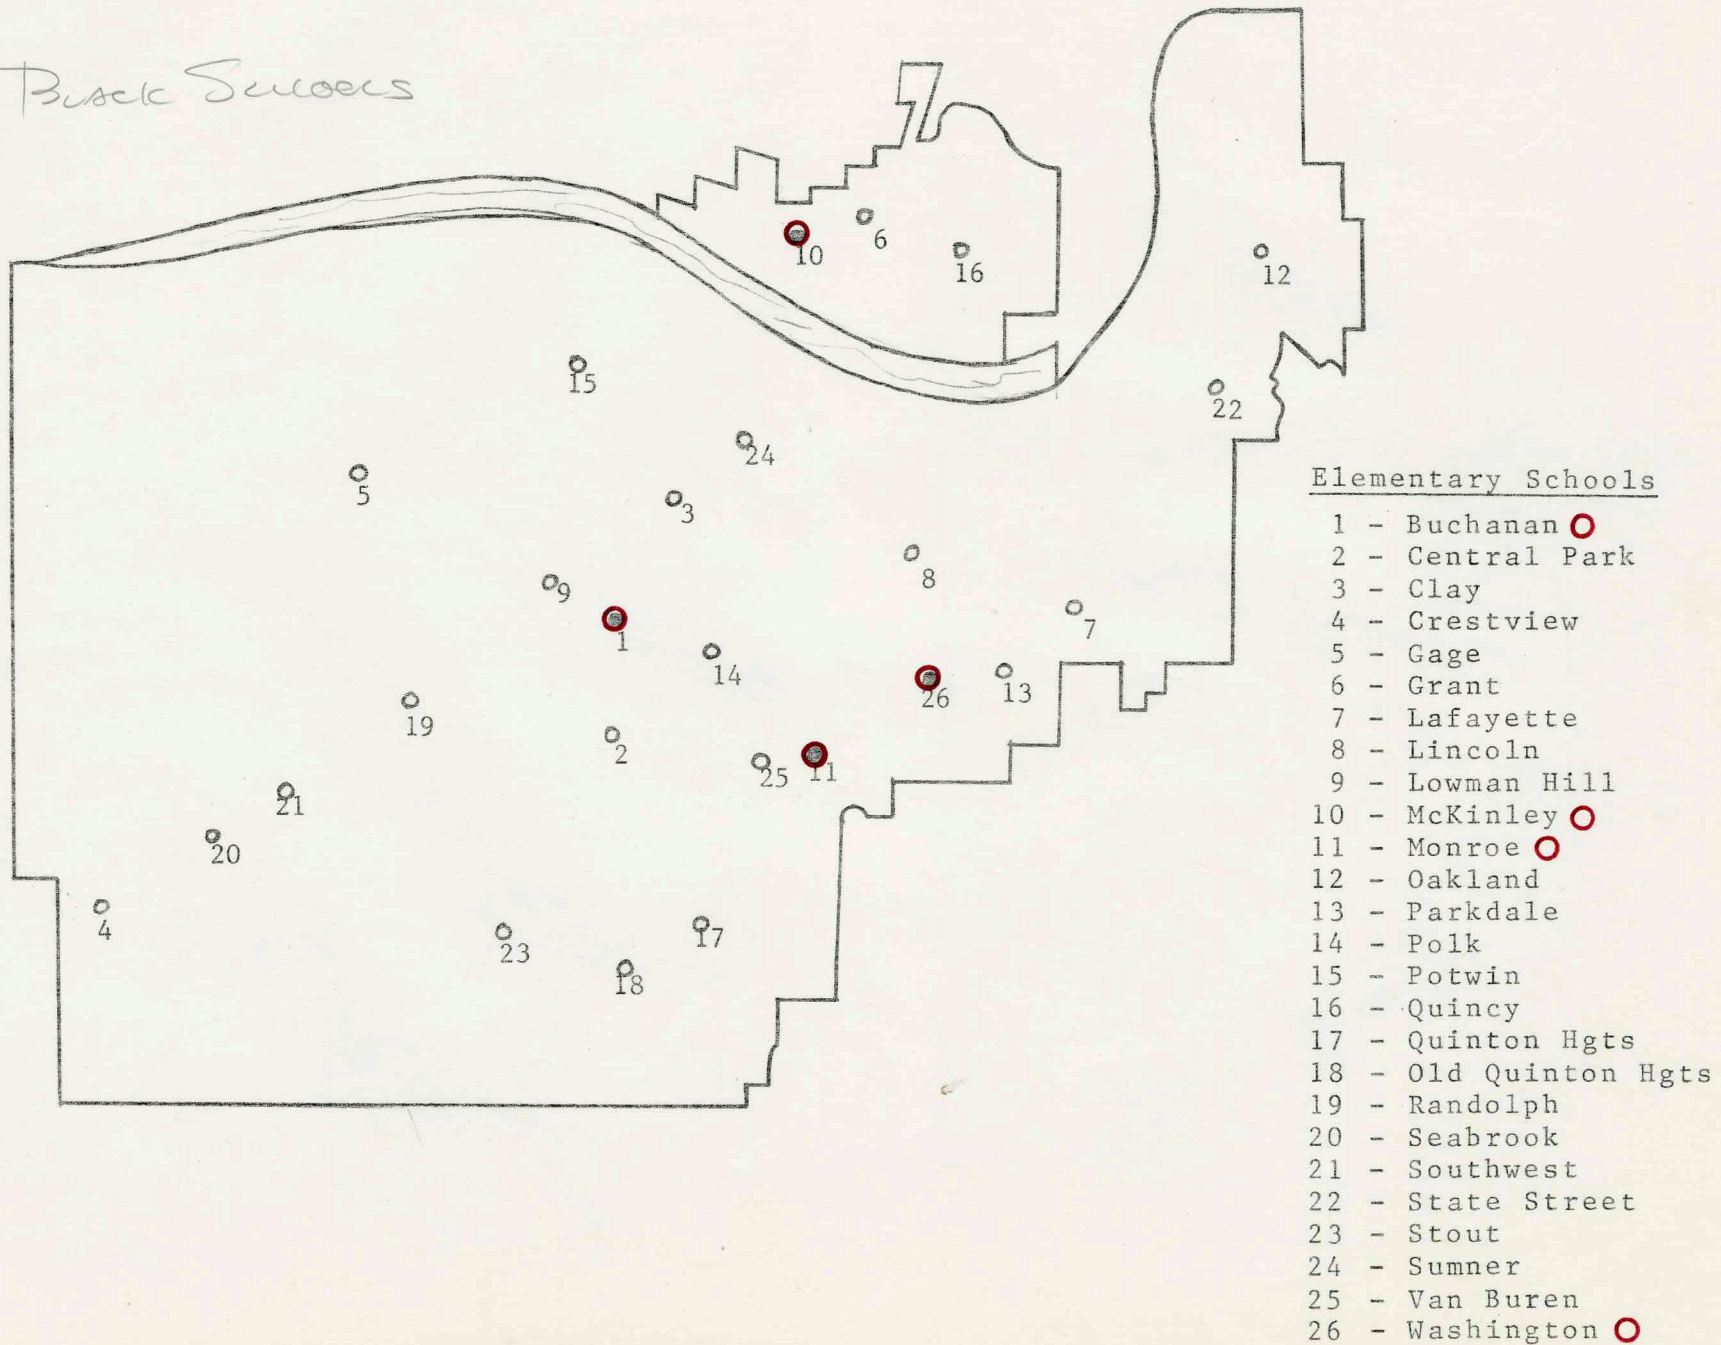 Black Schools
10
6
16
12
15
22
24
5
3
8
9
7
1
14
26
13
19
2
25
11
21
20
4
23
17
18
Elementary Schools
1 - Buchanan
2 - Central Park
3 - Clay
4 - Crestview
5 - Gage
6 - Grant
7 - Lafayette
8 - Lincoln
9 - Lowman Hill
10 - McKinley
11 - Monroe
12 - Oakland
13 - Parkdale
14 - Polk
15 - Potwin
16 - Quincy
17 - Quinton Hgts
18 - Old Quinton Hgts
19 - Randolph
20 - Seabrook
21 - Southwest
22 - State Street
23 - Stout
24 - Sumner
25 - Van Buren
26 - Washington